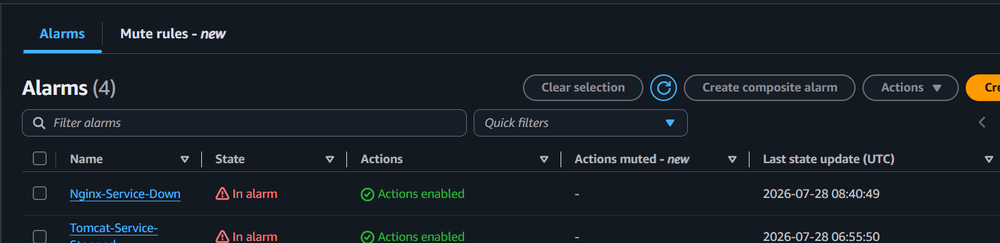 Alarms
Mute rules - new
Alarms (4)
Clear selection
Create composite alarm
Actions
Filter alarms
Quick filters
Name
State
Actions
Actions muted - new
Last state update (UTC)
Nginx-Service-Down
In alarm
Actions enabled
-
2026-07-28 08:40:49
Tomcat-Service-
In alarm
Actions enabled
-
2026-07-28 06:55:50